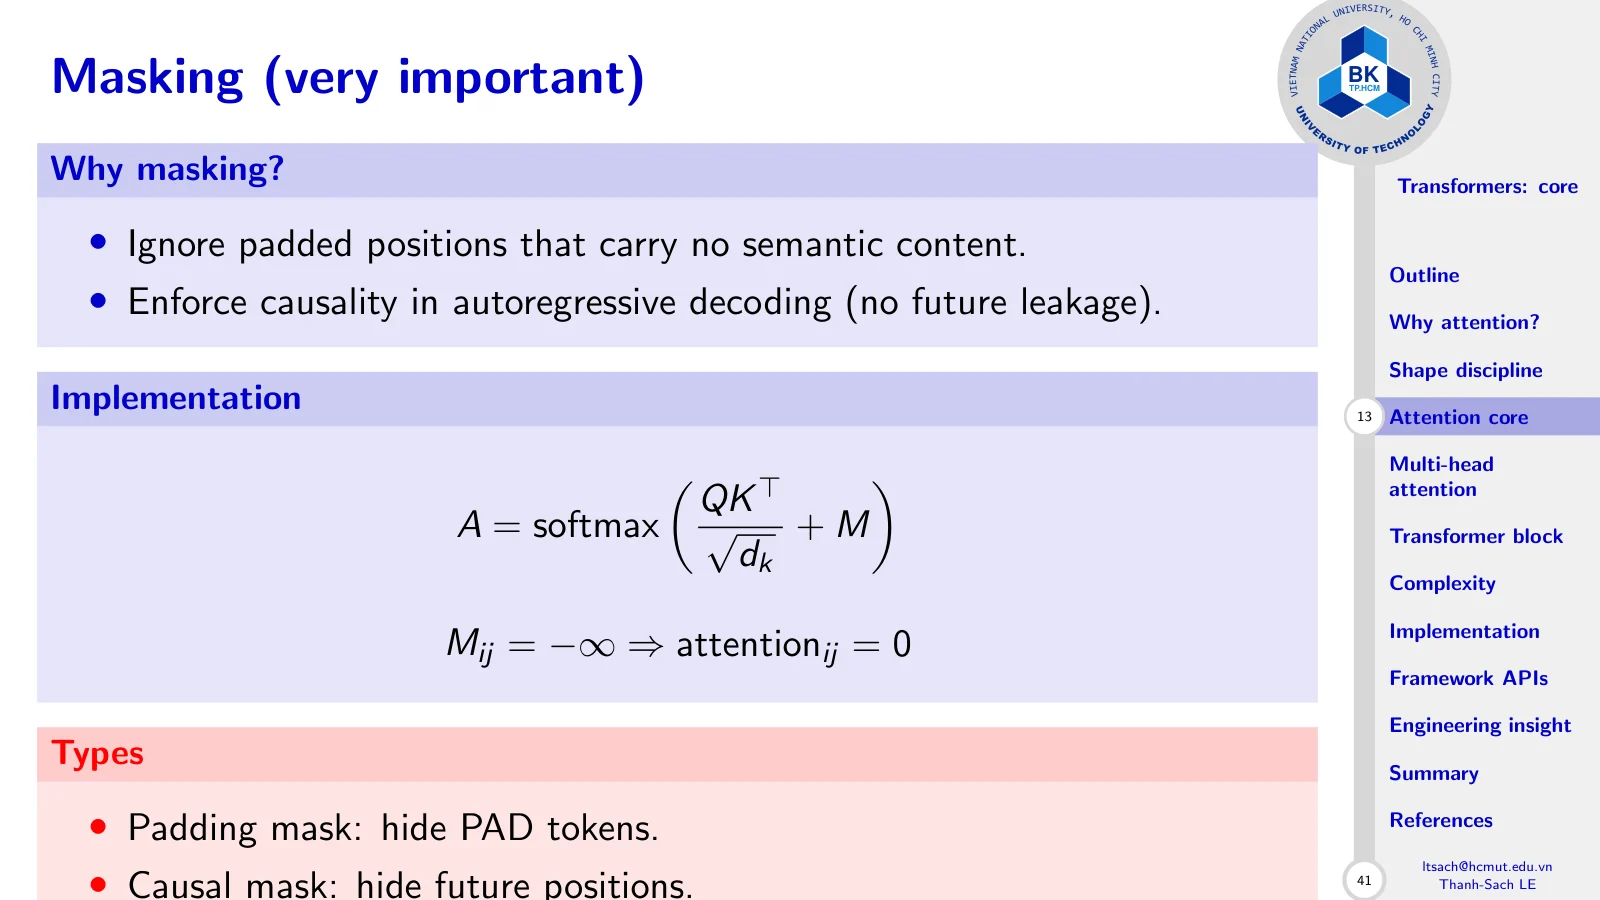 Masking (very important)
Why masking?
• Ignore padded positions that carry no semantic content.
• Enforce causality in autoregressive decoding (no future leakage).
Implementation
A = softmax(QK⊤/√dk + M)
Mij = −∞ ⇒ attentionij = 0
Types
• Padding mask: hide PAD tokens.
• Causal mask: hide future positions.
VIETNAM NATIONAL UNIVERSITY, HO CHI MINH CITY
BK
TP.HCM
UNIVERSITY OF TECHNOLOGY
Transformers: core
Outline
Why attention?
Shape discipline
13 Attention core
Multi-head
attention
Transformer block
Complexity
Implementation
Framework APIs
Engineering insight
Summary
References
41
ltsach@hcmut.edu.vn
Thanh-Sach LE